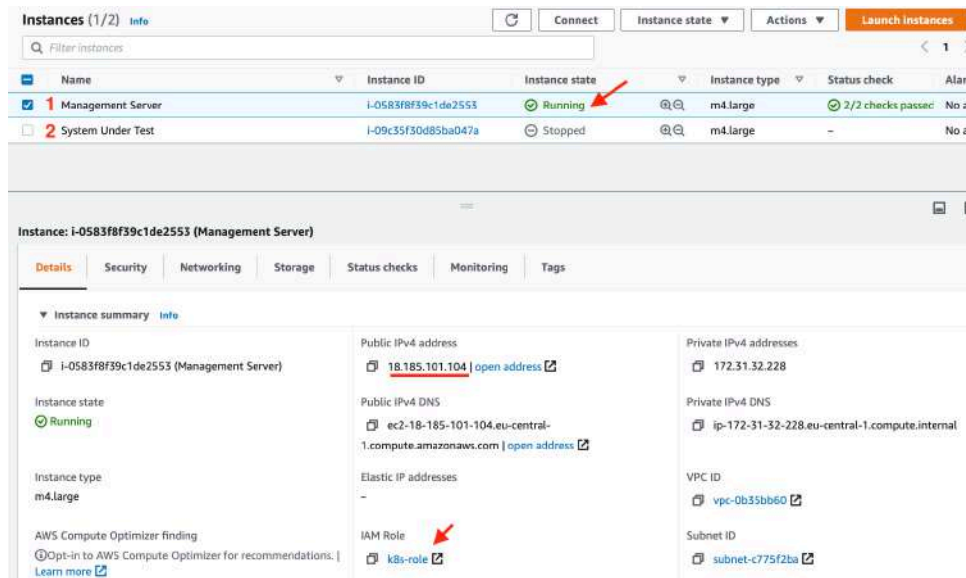 Instances (1/2) Info
Connect
Instance state
Actions
Launch instances
Filter instances
1
Name
Instance ID
Instance state
Instance type
Status check
Alar
1 Management Server
i-0583f8f39c1de2553
Running
m4.large
2/2 checks passed
No a
2 System Under Test
i-09c35f30d85ba047a
Stopped
m4.large
–
No a
Instance: i-0583f8f39c1de2553 (Management Server)
Details
Security
Networking
Storage
Status checks
Monitoring
Tags
Instance summary Info
Instance ID
i-0583f8f39c1de2553 (Management Server)
Public IPv4 address
18.185.101.104 | open address
Private IPv4 addresses
172.31.32.228
Instance state
Running
Public IPv4 DNS
ec2-18-185-101-104.eu-central-
1.compute.amazonaws.com | open address
Private IPv4 DNS
ip-172-31-32-228.eu-central-1.compute.internal
Instance type
m4.large
Elastic IP addresses
–
VPC ID
vpc-0b35bb60
AWS Compute Optimizer finding
Opt-in to AWS Compute Optimizer for recommendations. |
Learn more
IAM Role
k8s-role
Subnet ID
subnet-c775f2ba